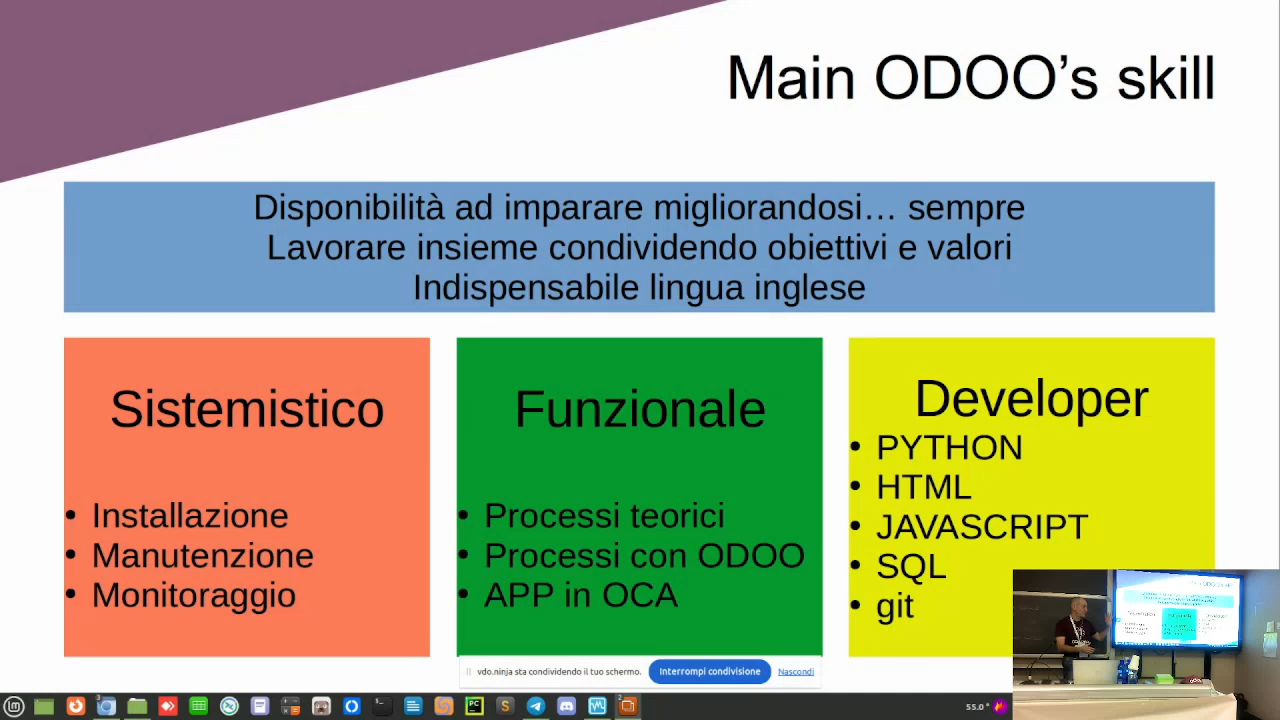 Main ODOO’s skill
Disponibilità ad imparare migliorandosi… sempre
Lavorare insieme condividendo obiettivi e valori
Indispensabile lingua inglese
Sistemistico
• Installazione
• Manutenzione
• Monitoraggio
Funzionale
• Processi teorici
• Processi con ODOO
• APP in OCA
Developer
• PYTHON
• HTML
• JAVASCRIPT
• SQL
• git
vdo.ninja sta condividendo il tuo schermo.
Interrompi condivisione
Nascondi
55.0 °